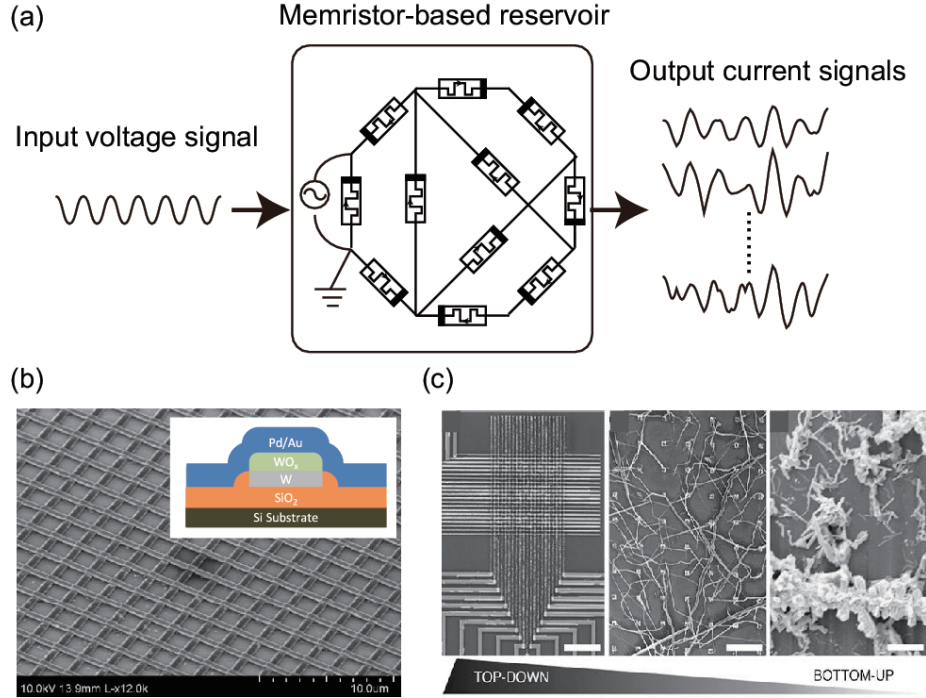 (a)
Memristor-based reservoir
Input voltage signal
Output current signals
(b)
Pd/Au
WOₓ
W
SiO₂
Si Substrate
10.0kV 13.9mm L-x12.0k
10.0um
(c)
TOP-DOWN
BOTTOM-UP